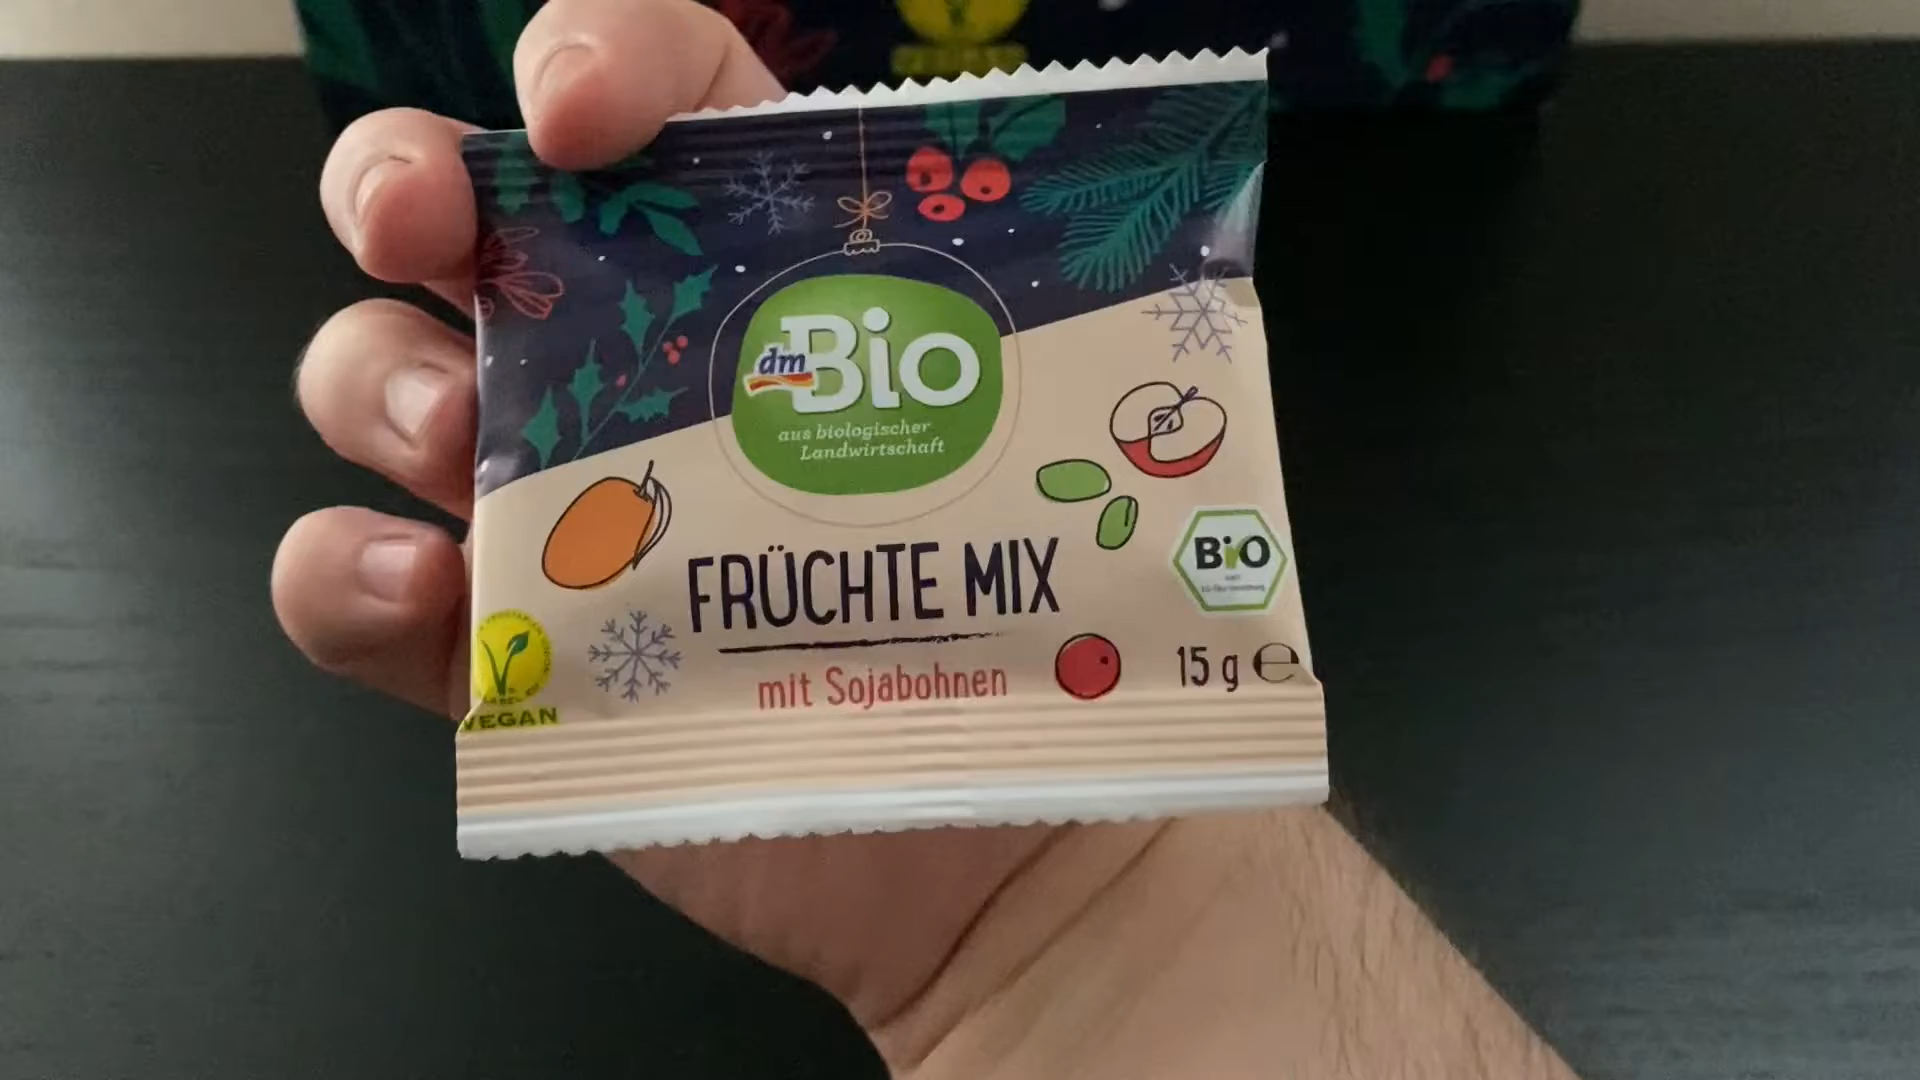 dm Bio
aus biologischer
Landwirtschaft
FRÜCHTE MIX
mit Sojabohnen
BiO
15 g ℮
VEGAN